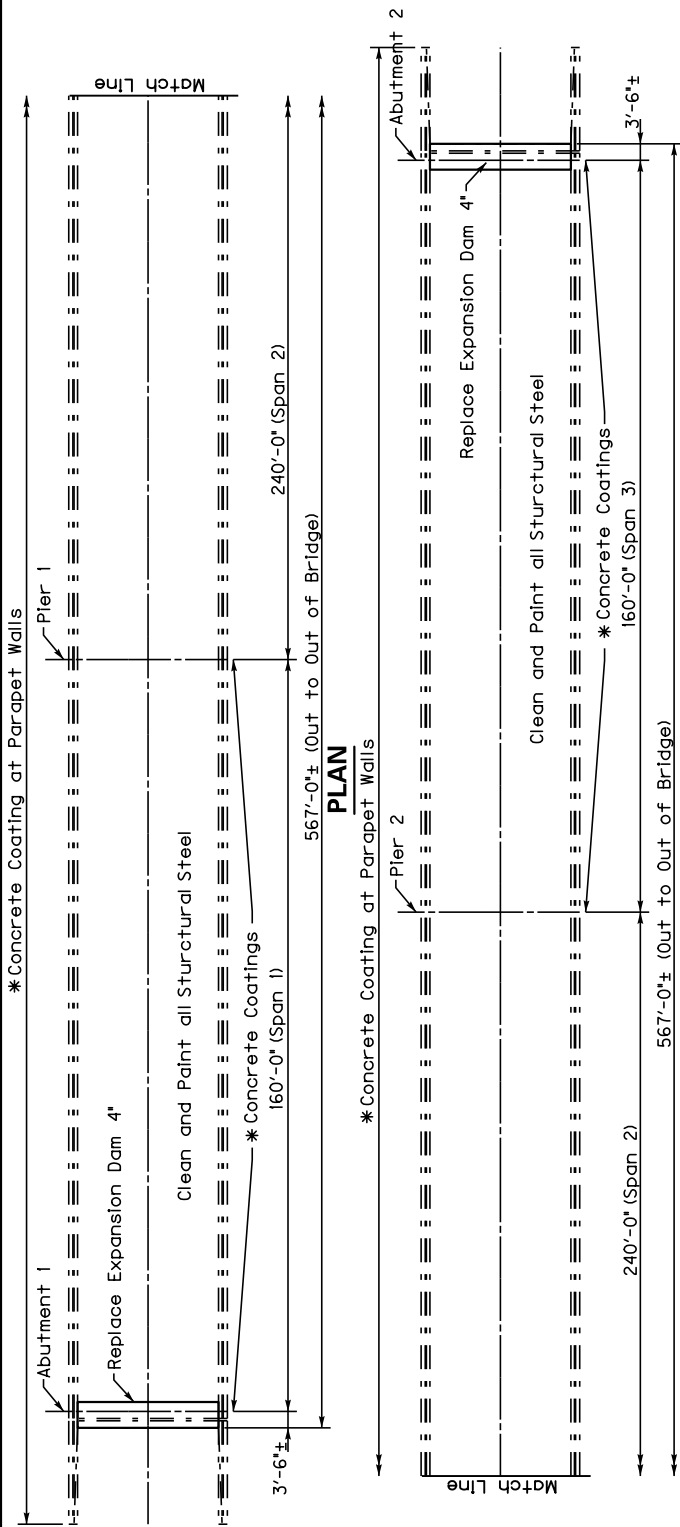 *Concrete Coating at Parapet Walls
Abutment 1
Pier 1
Match Line
Replace Expansion Dam 4"
Clean and Paint all Sturctural Steel
*Concrete Coatings
3'-6"±
160'-0" (Span 1)
240'-0" (Span 2)
567'-0"± (Out to Out of Bridge)
PLAN
*Concrete Coating at Parapet Walls
Pier 2
Abutment 2
Match Line
Replace Expansion Dam 4"
Clean and Paint all Sturctural Steel
*Concrete Coatings
240'-0" (Span 2)
160'-0" (Span 3)
3'-6"±
567'-0"± (Out to Out of Bridge)